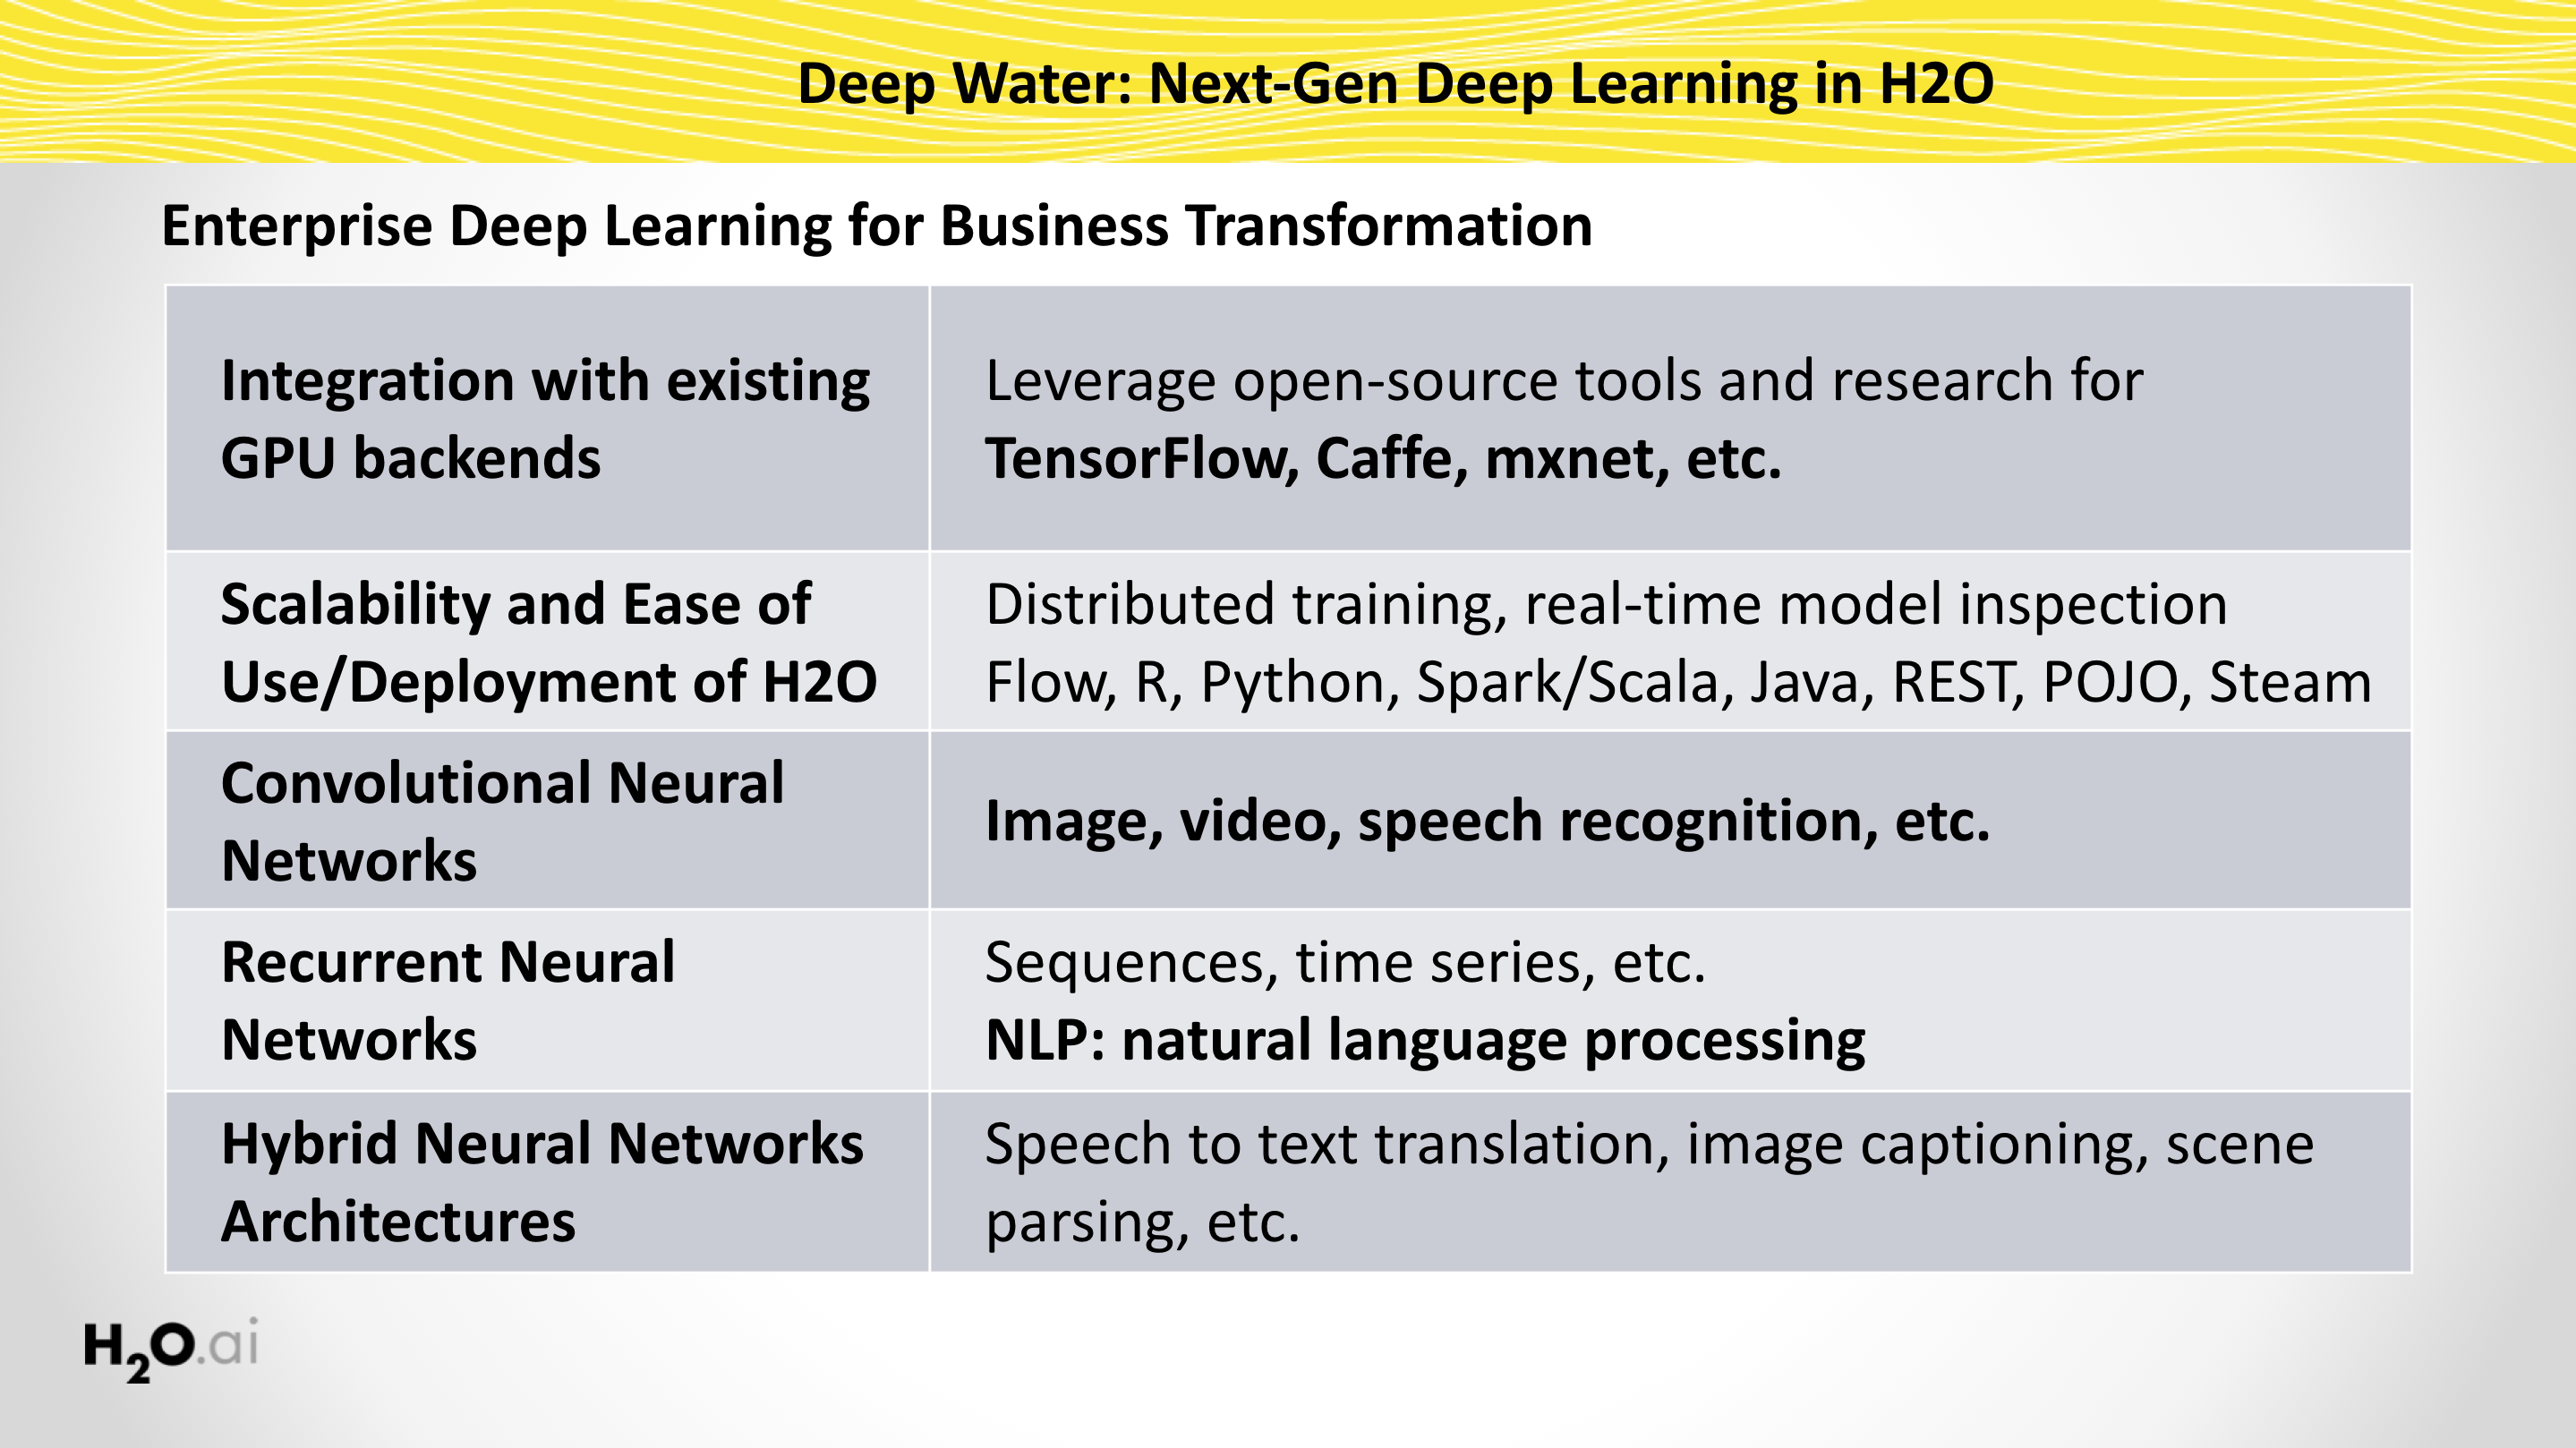 Deep Water: Next-Gen Deep Learning in H2O
Enterprise Deep Learning for Business Transformation
Integration with existing
GPU backends
Leverage open-source tools and research for
TensorFlow, Caffe, mxnet, etc.
Scalability and Ease of
Use/Deployment of H2O
Distributed training, real-time model inspection
Flow, R, Python, Spark/Scala, Java, REST, POJO, Steam
Convolutional Neural
Networks
Image, video, speech recognition, etc.
Recurrent Neural
Networks
Sequences, time series, etc.
NLP: natural language processing
Hybrid Neural Networks
Architectures
Speech to text translation, image captioning, scene
parsing, etc.
H2O.ai